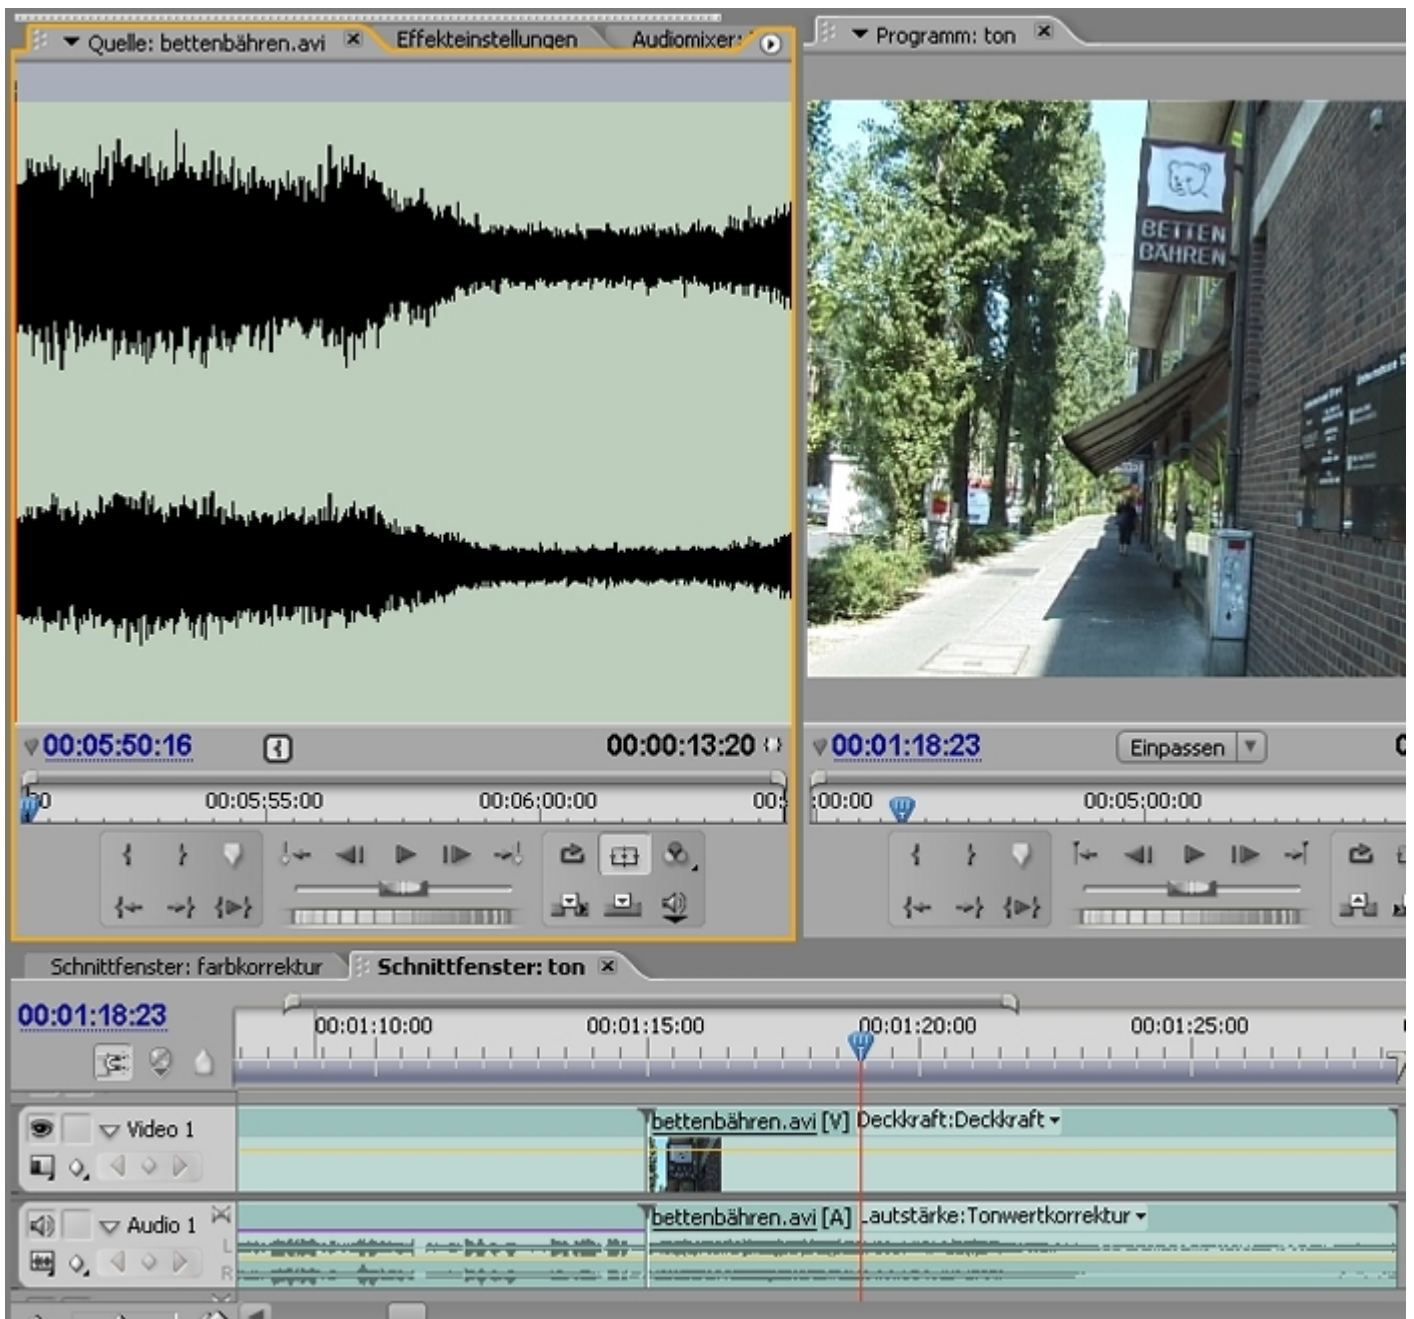 Quelle: bettenbähren.avi
Effekteinstellungen
Audiomixer:
Programm: ton
BETTEN
BÄHREN
00:05:50:16
00:00:13:20
00:01:18:23
Einpassen
00:05:55:00
00:06:00:00
:00:00
00:05:00:00
Schnittfenster: farbkorrektur
Schnittfenster: ton
00:01:18:23
00:01:10:00
00:01:15:00
00:01:20:00
00:01:25:00
Video 1
bettenbähren.avi [V] Deckkraft:Deckkraft
Audio 1
bettenbähren.avi [A] Lautstärke:Tonwertkorrektur
L
R